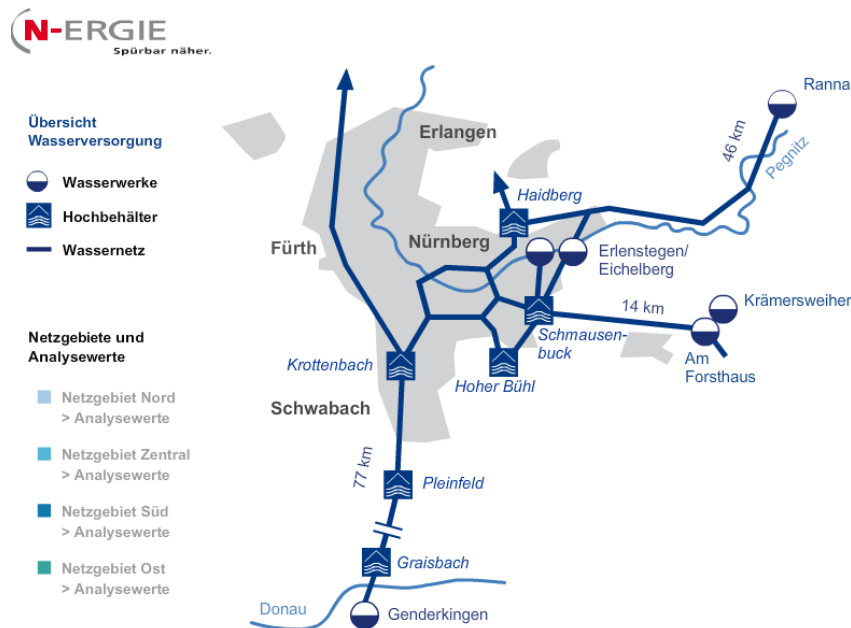 N-ERGIE
Spürbar näher.
Übersicht
Wasserversorgung
Wasserwerke
Hochbehälter
Wassernetz
Netzgebiete und
Analysewerte
Netzgebiet Nord
> Analysewerte
Netzgebiet Zentral
> Analysewerte
Netzgebiet Süd
> Analysewerte
Netzgebiet Ost
> Analysewerte
Ranna
46 km
Pegnitz
Erlangen
Haidberg
Fürth
Nürnberg
Erlenstegen/
Eichelberg
Krämersweiher
14 km
Schmausen-
buck
Am
Forsthaus
Krottenbach
Hoher Bühl
Schwabach
77 km
Pleinfeld
Graisbach
Donau
Genderkingen